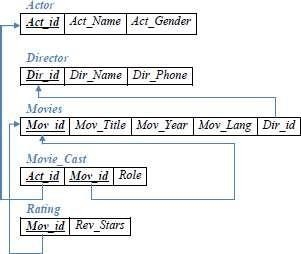 Actor
Act_id Act_Name Act_Gender
Director
Dir_id Dir_Name Dir_Phone
Movies
Mov_id Mov_Title Mov_Year Mov_Lang Dir_id
Movie_Cast
Act_id Mov_id Role
Rating
Mov_id Rev_Stars